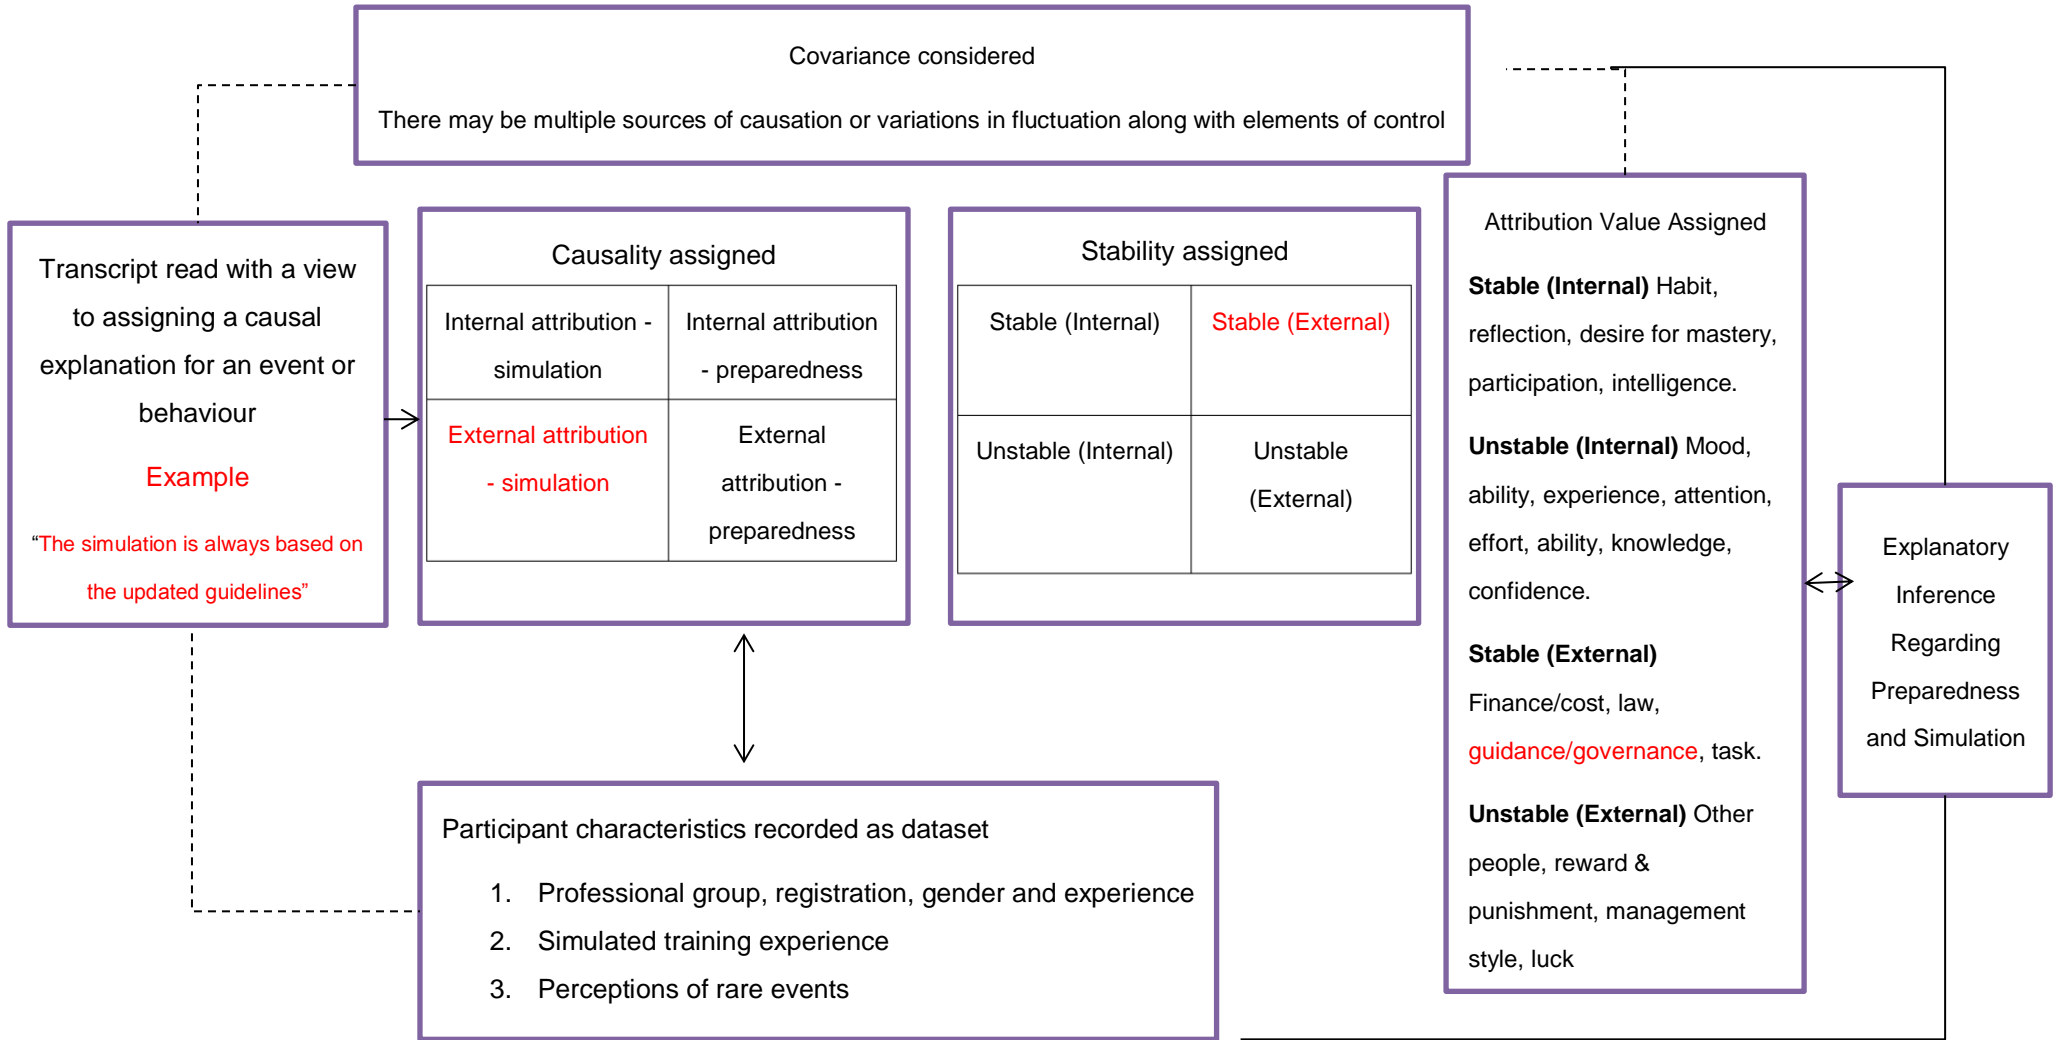 Covariance considered
There may be multiple sources of causation or variations in fluctuation along with elements of control
Transcript read with a view
to assigning a causal
explanation for an event or
behaviour
Example
“The simulation is always based on
the updated guidelines”
Causality assigned
Internal attribution -
simulation
Internal attribution
- preparedness
External attribution
- simulation
External
attribution -
preparedness
Stability assigned
Stable (Internal)
Stable (External)
Unstable (Internal)
Unstable
(External)
Attribution Value Assigned
Stable (Internal) Habit,
reflection, desire for mastery,
participation, intelligence.
Unstable (Internal) Mood,
ability, experience, attention,
effort, ability, knowledge,
confidence.
Stable (External)
Finance/cost, law,
guidance/governance, task.
Unstable (External) Other
people, reward &
punishment, management
style, luck
Explanatory
Inference
Regarding
Preparedness
and Simulation
Participant characteristics recorded as dataset
1. Professional group, registration, gender and experience
2. Simulated training experience
3. Perceptions of rare events